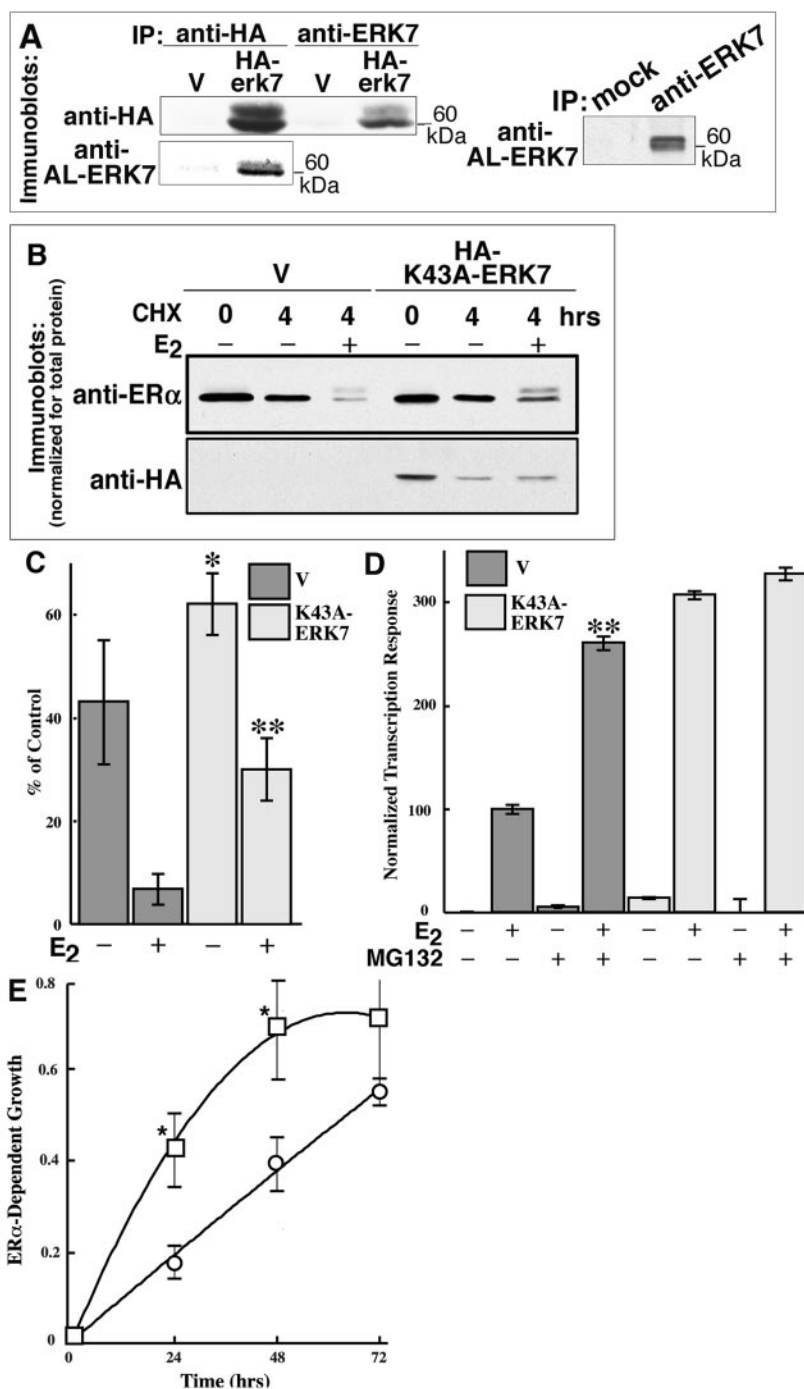 A
IP: anti-HA anti-ERK7
V HA-erk7 V HA-erk7
Immunoblots:
anti-HA
60
kDa
anti-
AL-ERK7
60
kDa
IP: mock anti-ERK7
anti-
AL-ERK7
60
kDa
B
V HA-
K43A-ERK7
CHX 0 4 4 0 4 4 hrs
E2 – – + – – +
Immunoblots:
(normalized for total protein)
anti-ERα
anti-HA
C
V
K43A-
ERK7
* **
% of Control
60
40
20
0
E2 – + – +
D
V
K43A-
ERK7
**
Normalized Transcription Response
300
200
100
0
E2 – + – + – + – +
MG132 – – + + – – + +
E
ERα-Dependent Growth
0.8
0.6
0.4
0.2
0
* *
0 24 48 72
Time (hrs)